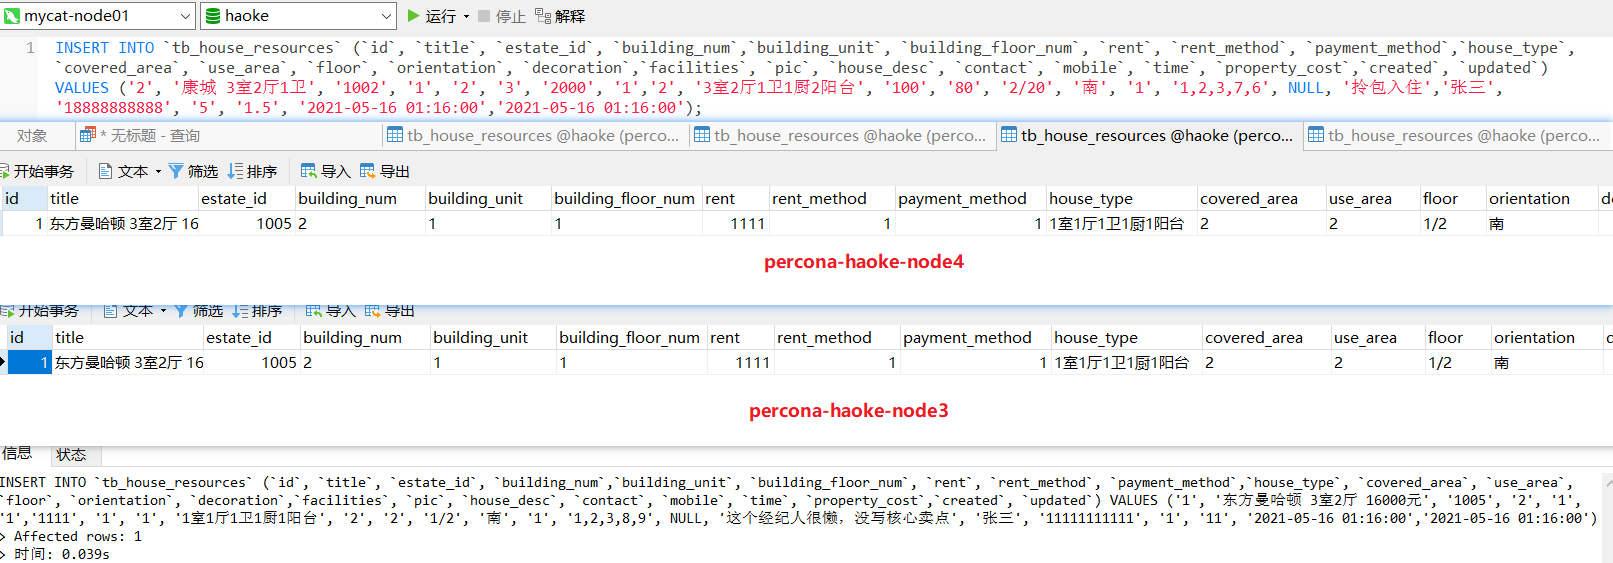 mycat-node01 haoke 运行 停止 解释
1 INSERT INTO `tb_house_resources` (`id`, `title`, `estate_id`, `building_num`,`building_unit`, `building_floor_num`, `rent`, `rent_method`, `payment_method`,`house_type`,
`covered_area`, `use_area`, `floor`, `orientation`, `decoration`,`facilities`, `pic`, `house_desc`, `contact`, `mobile`, `time`, `property_cost`,`created`, `updated`)
VALUES ('2', '康城 3室2厅1卫', '1002', '1', '2', '3', '2000', '1','2', '3室2厅1卫1厨2阳台', '100', '80', '2/20', '南', '1', '1,2,3,7,6', NULL, '拎包入住','张三',
'18888888888', '5', '1.5', '2021-05-16 01:16:00','2021-05-16 01:16:00');
对象 * 无标题 - 查询 tb_house_resources @haoke (perco... tb_house_resources @haoke (perco... tb_house_resources @haoke (perco... tb_house_resources @haoke (perco...
开始事务 文本 筛选 排序 导入 导出
id title estate_id building_num building_unit building_floor_num rent rent_method payment_method house_type covered_area use_area floor orientation
1 东方曼哈顿 3室2厅 16 1005 2 1 1 1111 1 1 1室1厅1卫1厨1阳台 2 2 1/2 南
percona-haoke-node4
开始事务 文本 筛选 排序 导入 导出
id title estate_id building_num building_unit building_floor_num rent rent_method payment_method house_type covered_area use_area floor orientation
1 东方曼哈顿 3室2厅 16 1005 2 1 1 1111 1 1 1室1厅1卫1厨1阳台 2 2 1/2 南
percona-haoke-node3
信息 状态
INSERT INTO `tb_house_resources` (`id`, `title`, `estate_id`, `building_num`,`building_unit`, `building_floor_num`, `rent`, `rent_method`, `payment_method`,`house_type`, `covered_area`, `use_area`,
`floor`, `orientation`, `decoration`,`facilities`, `pic`, `house_desc`, `contact`, `mobile`, `time`, `property_cost`,`created`, `updated`) VALUES ('1', '东方曼哈顿 3室2厅 16000元', '1005', '2', '1',
'1','1111', '1', '1', '1室1厅1卫1厨1阳台', '2', '2', '1/2', '南', '1', '1,2,3,8,9', NULL, '这个经纪人很懒，没写核心卖点', '张三', '11111111111', '1', '11', '2021-05-16 01:16:00','2021-05-16 01:16:00')
> Affected rows: 1
> 时间: 0.039s